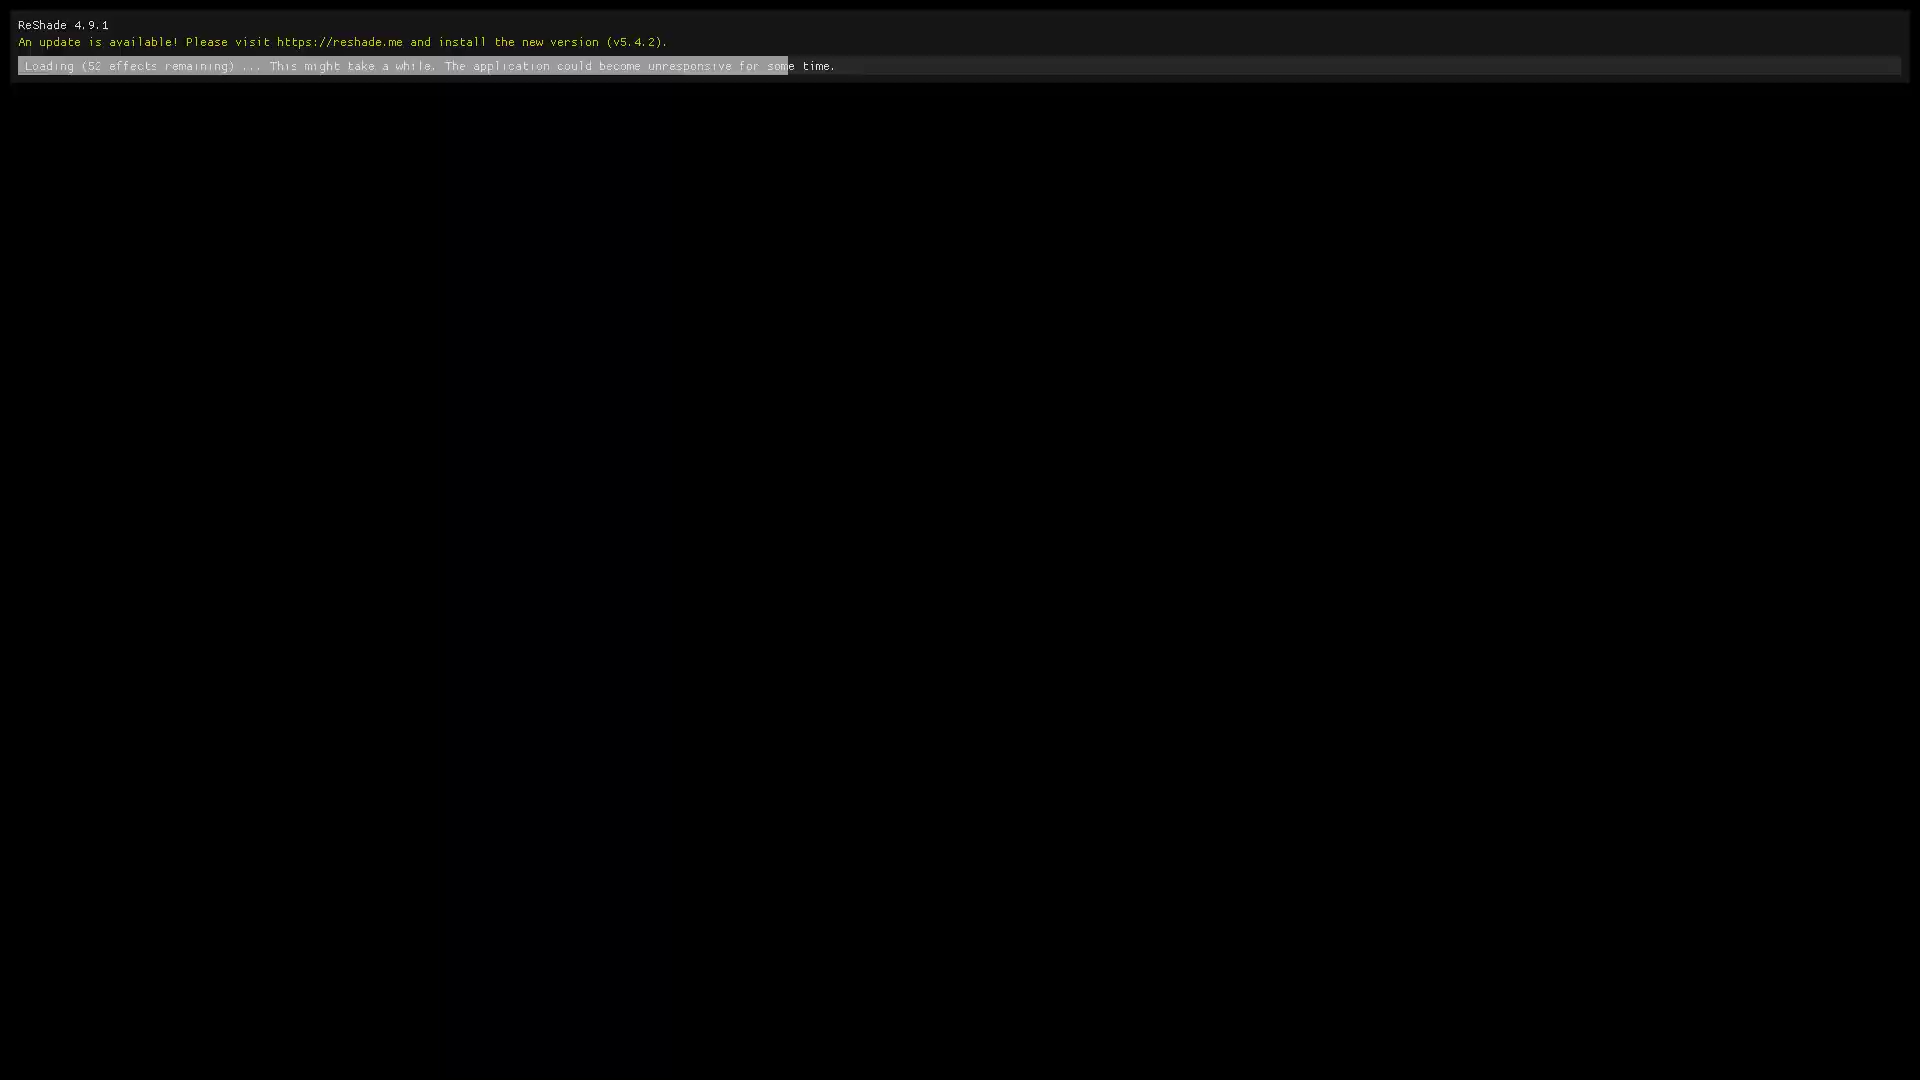 ReShade 4.9.1
An update is available! Please visit https://reshade.me and install the new version (v5.4.2).
Loading (52 effects remaining) ... This might take a while. The application could become unresponsive for some time.